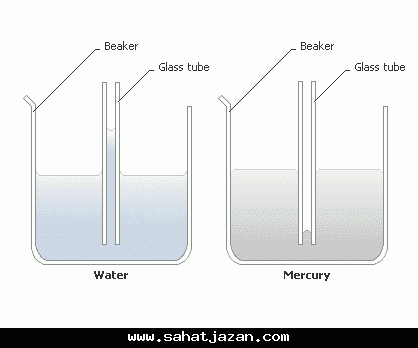 Beaker
Glass tube
Beaker
Glass tube
Water
Mercury
www.sahatjazan.com